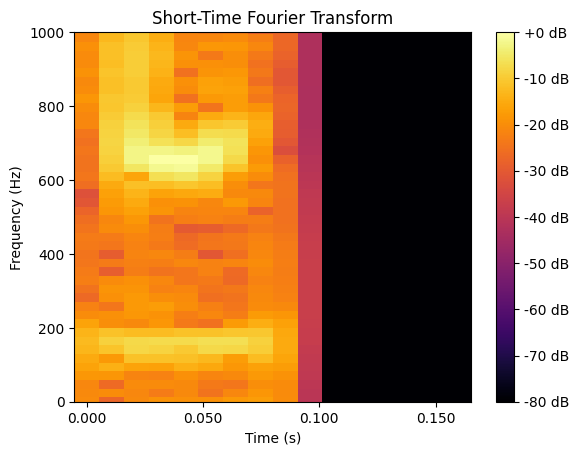 Short-Time Fourier Transform
1000
800
600
400
200
0
Frequency (Hz)
0.000
0.050
0.100
0.150
Time (s)
+0 dB
-10 dB
-20 dB
-30 dB
-40 dB
-50 dB
-60 dB
-70 dB
-80 dB